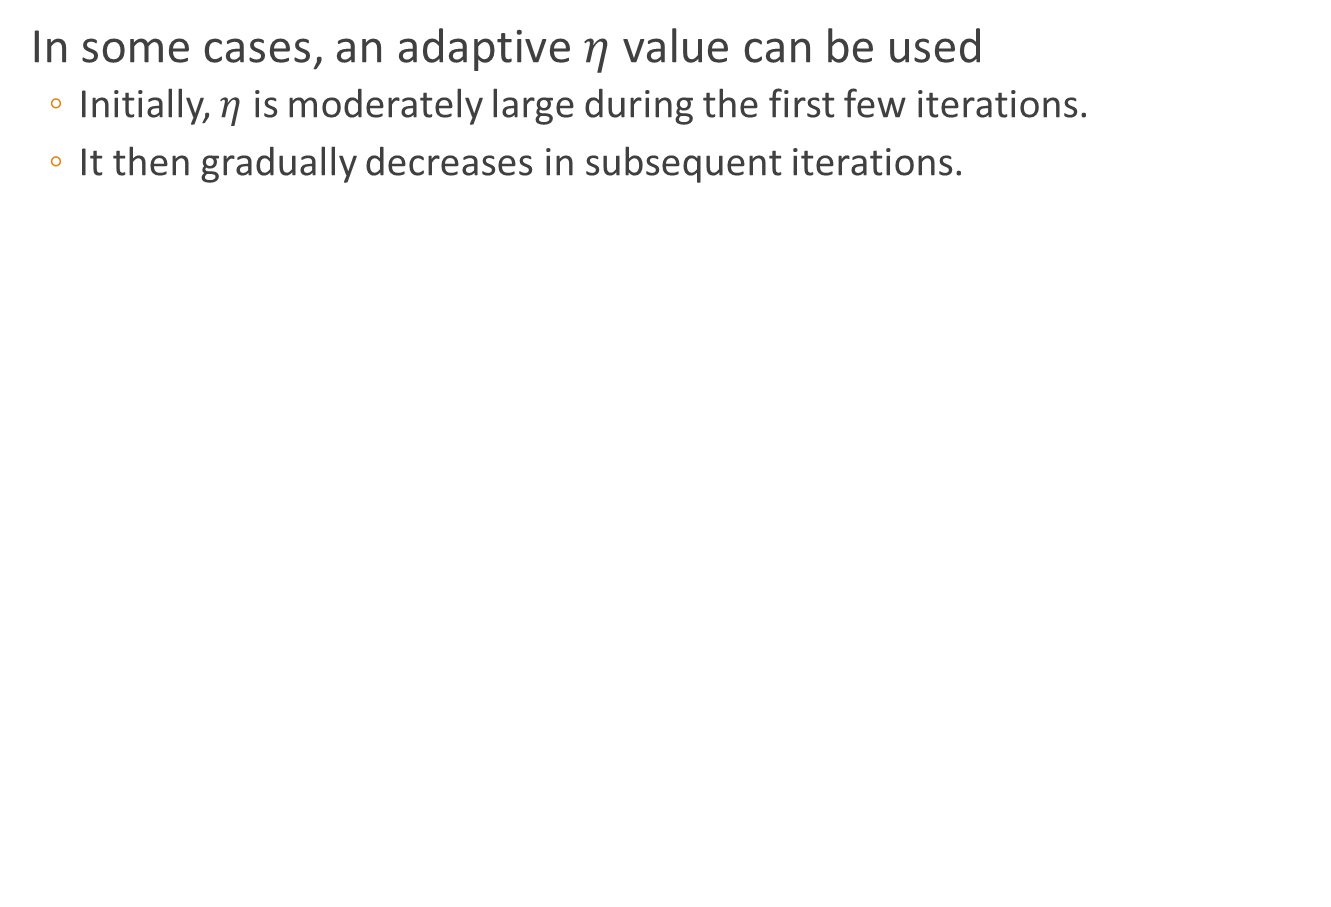 In some cases, an adaptive η value can be used
◦ Initially, η is moderately large during the first few iterations.
◦ It then gradually decreases in subsequent iterations.